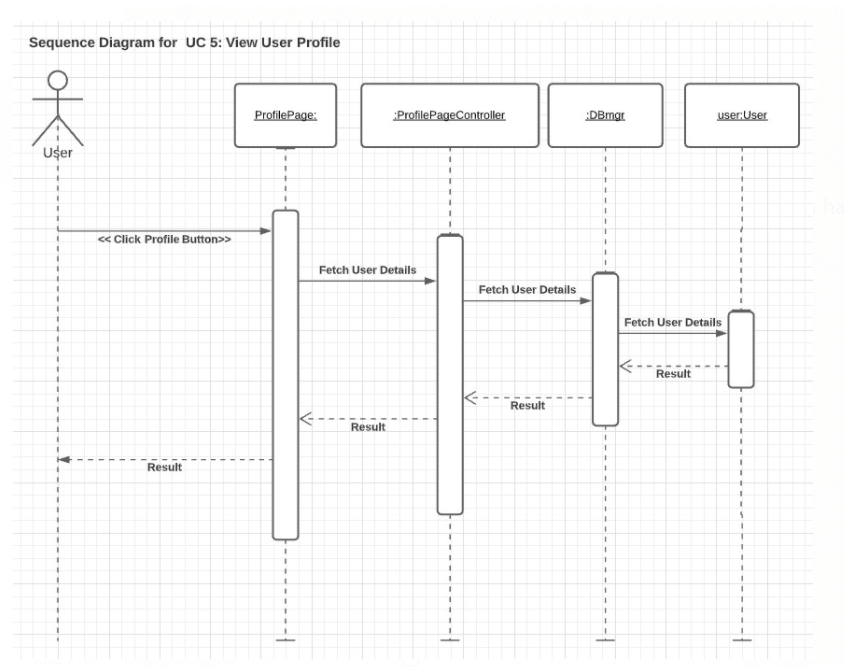 Sequence Diagram for UC 5: View User Profile
User
ProfilePage:
:ProfilePageController
:DBmgr
user:User
<< Click Profile Button>>
Fetch User Details
Fetch User Details
Fetch User Details
Result
Result
Result
Result